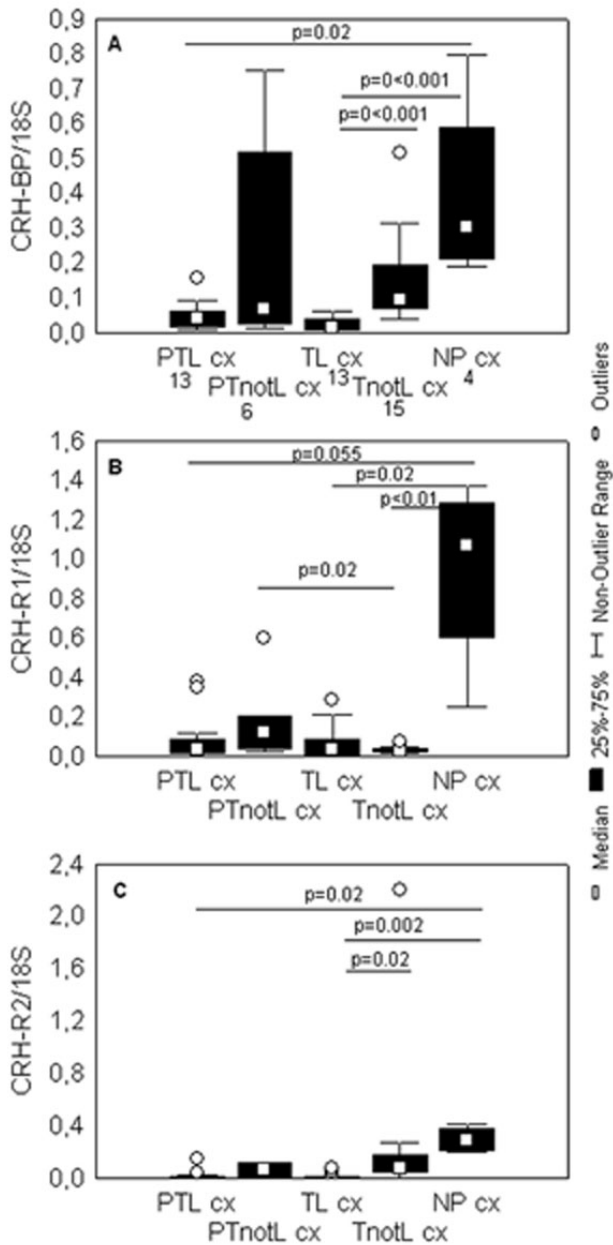 A
p=0.02
p=0<0.001
p=0<0.001
CRH-BP/18S
0,9
0,8
0,7
0,6
0,5
0,4
0,3
0,2
0,1
0,0
PTL cx TL cx NP cx
13 13 4
PTnotL cx TnotL cx
6 15
B
p=0.055
p=0.02
p<0.01
p=0.02
CRH-R1/18S
1,6
1,4
1,2
1,0
0,8
0,6
0,4
0,2
0,0
PTL cx TL cx NP cx
PTnotL cx TnotL cx
C
p=0.02
p=0.002
p=0.02
CRH-R2/18S
2,4
2,0
1,6
1,2
0,8
0,4
0,0
PTL cx TL cx NP cx
PTnotL cx TnotL cx
Median 25%-75% Non-Outlier Range Outliers